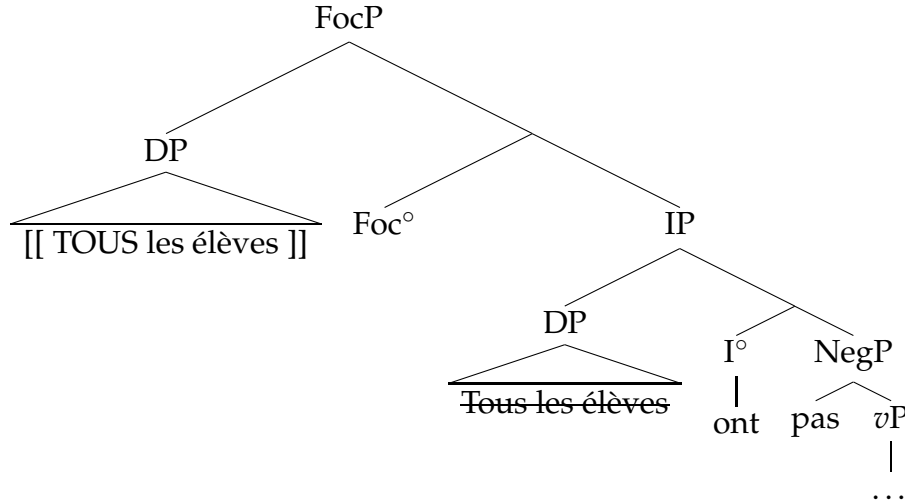 FocP
DP
[[ TOUS les élèves ]]
Foc°
IP
DP
Tous les élèves
I°
NegP
ont
pas
vP
...